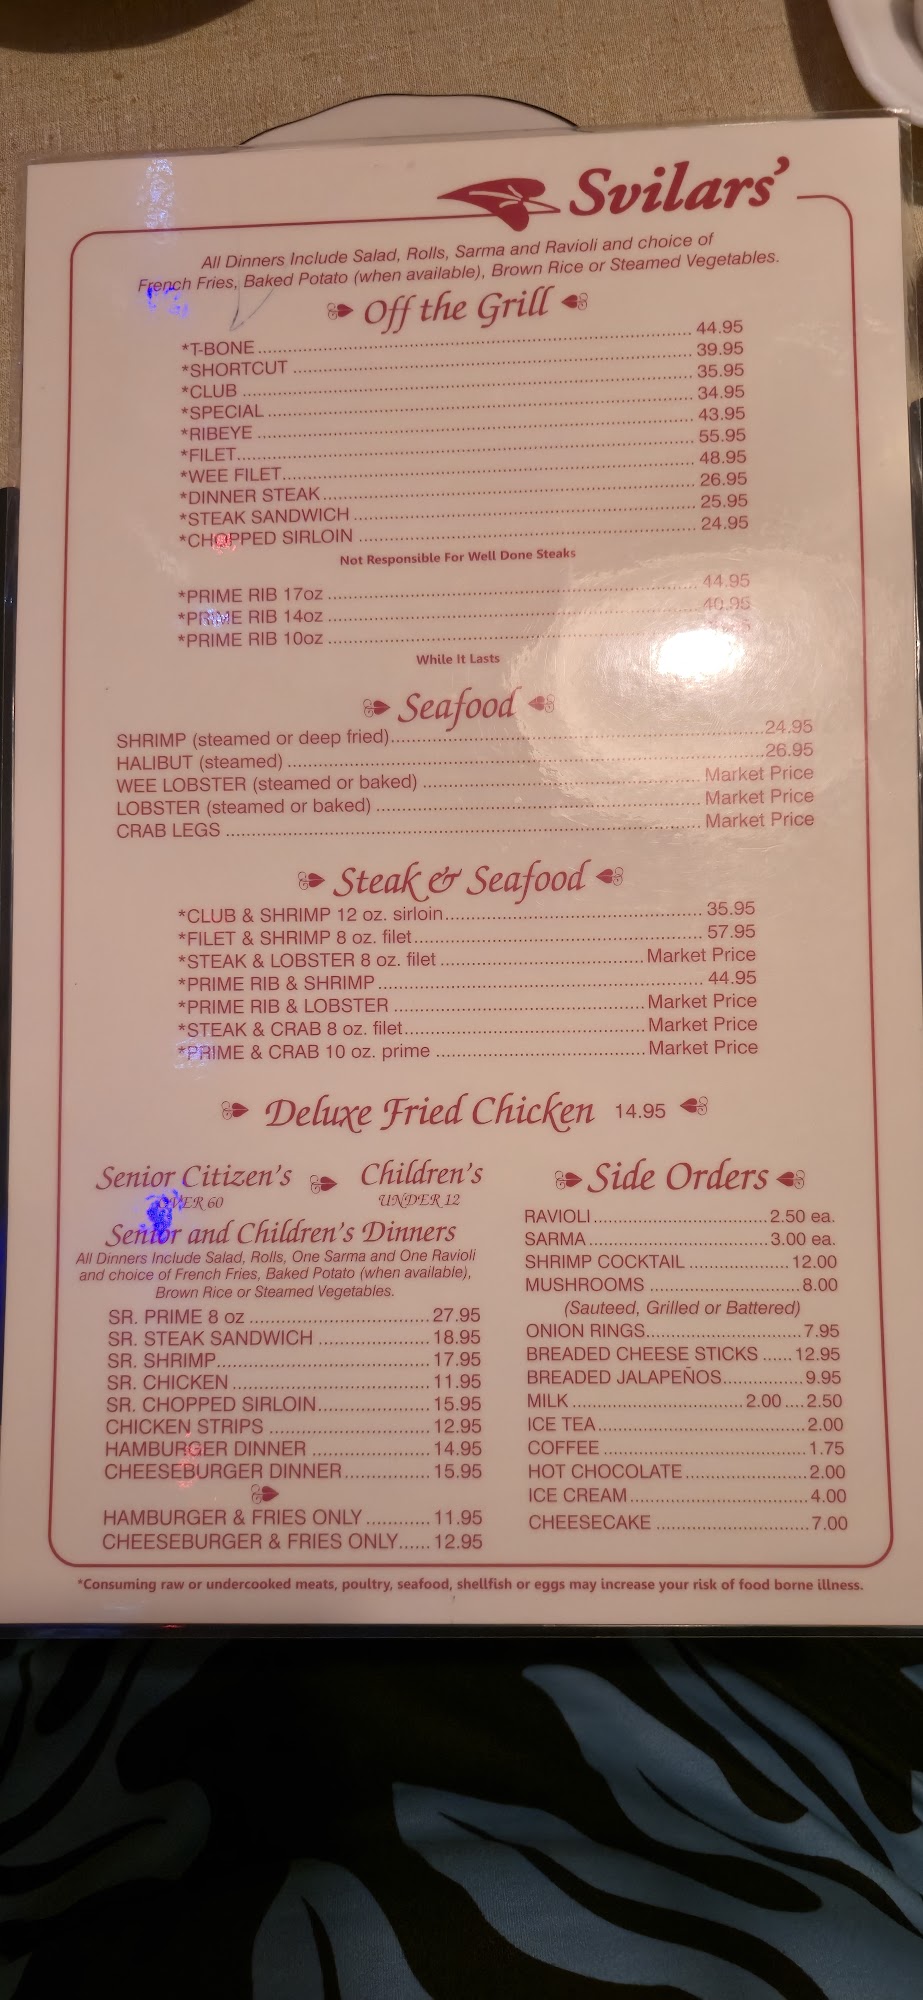 Svilars'
All Dinners Include Salad, Rolls, Sarma and Ravioli and choice of
French Fries, Baked Potato (when available), Brown Rice or Steamed Vegetables.
Off the Grill
*T-BONE 44.95
*SHORTCUT 39.95
*CLUB 35.95
*SPECIAL 34.95
*RIBEYE 43.95
*FILET 55.95
*WEE FILET 48.95
*DINNER STEAK 26.95
*STEAK SANDWICH 25.95
*CHOPPED SIRLOIN 24.95
Not Responsible For Well Done Steaks
*PRIME RIB 17oz 44.95
*PRIME RIB 14oz 40.95
*PRIME RIB 10oz
While It Lasts
Seafood
SHRIMP (steamed or deep fried) 24.95
HALIBUT (steamed) 26.95
WEE LOBSTER (steamed or baked) Market Price
LOBSTER (steamed or baked) Market Price
CRAB LEGS Market Price
Steak & Seafood
*CLUB & SHRIMP 12 oz. sirloin 35.95
*FILET & SHRIMP 8 oz. filet 57.95
*STEAK & LOBSTER 8 oz. filet Market Price
*PRIME RIB & SHRIMP 44.95
*PRIME RIB & LOBSTER Market Price
*STEAK & CRAB 8 oz. filet Market Price
*PRIME & CRAB 10 oz. prime Market Price
Deluxe Fried Chicken 14.95
Senior Citizen's Children's
OVER 60 UNDER 12
Senior and Children's Dinners
All Dinners Include Salad, Rolls, One Sarma and One Ravioli
and choice of French Fries, Baked Potato (when available),
Brown Rice or Steamed Vegetables.
SR. PRIME 8 oz 27.95
SR. STEAK SANDWICH 18.95
SR. SHRIMP 17.95
SR. CHICKEN 11.95
SR. CHOPPED SIRLOIN 15.95
CHICKEN STRIPS 12.95
HAMBURGER DINNER 14.95
CHEESEBURGER DINNER 15.95
HAMBURGER & FRIES ONLY 11.95
CHEESEBURGER & FRIES ONLY 12.95
Side Orders
RAVIOLI 2.50 ea.
SARMA 3.00 ea.
SHRIMP COCKTAIL 12.00
MUSHROOMS 8.00
(Sauteed, Grilled or Battered)
ONION RINGS 7.95
BREADED CHEESE STICKS 12.95
BREADED JALAPEÑOS 9.95
MILK 2.00 .... 2.50
ICE TEA 2.00
COFFEE 1.75
HOT CHOCOLATE 2.00
ICE CREAM 4.00
CHEESECAKE 7.00
*Consuming raw or undercooked meats, poultry, seafood, shellfish or eggs may increase your risk of food borne illness.